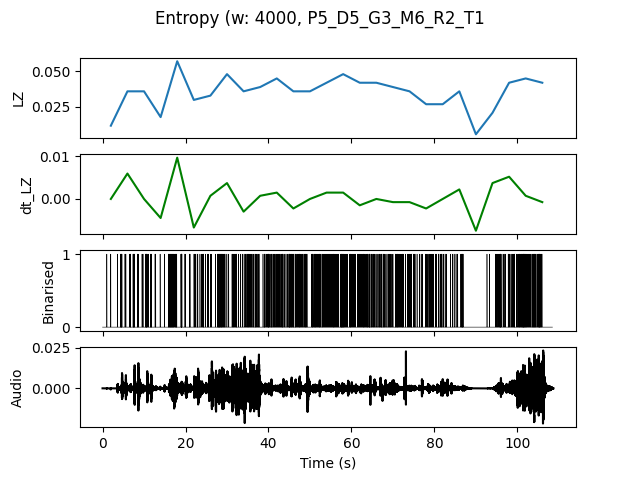 Entropy (w: 4000, P5_D5_G3_M6_R2_T1
0.050
0.025
LZ
0.01
0.00
dt_LZ
1
0
Binarised
0.025
0.000
Audio
0 20 40 60 80 100
Time (s)